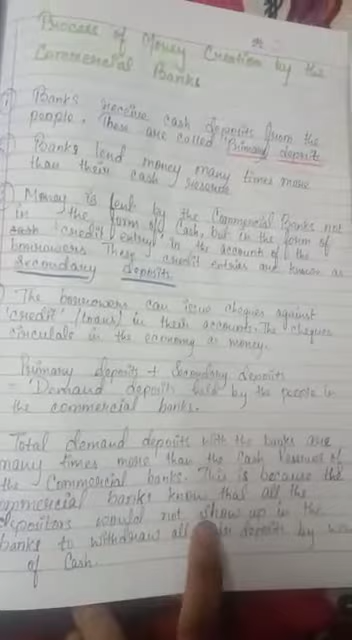 Process of Money Creation by the
Commercial Banks
Banks receive cash deposits from the
people. These are called 'Primary deposits
Banks lend money many times more
than their cash reserves
Money is lent by the Commercial Banks not
in the form of Cash, but in the form of
'credit' entry in the accounts of the
borrowers. These credit entries are known as
Secondary deposits
The borrowers can issue cheques against
'credit' (loans) in their accounts. The cheques
circulate in the economy as money.
Primary deposits + Secondary deposits
= Demand deposits held by the people in
the commercial banks.
Total demand deposits with the banks are
many times more than the Cash reserves of
the Commercial banks. This is because the
commercial banks know that all the
depositors would not show up in the
banks to withdraw all deposits by
of Cash.